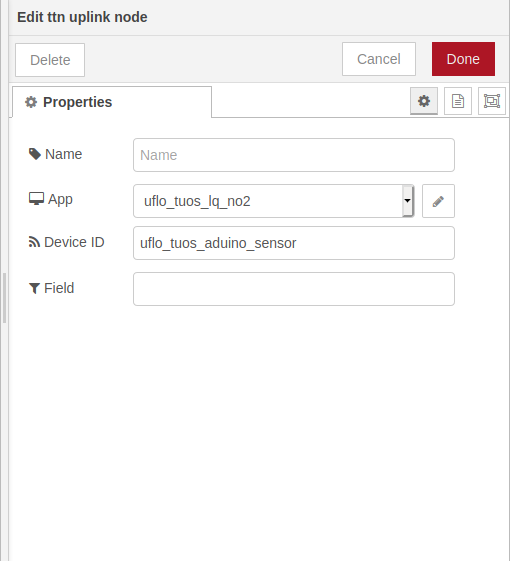 Edit ttn uplink node
Delete
Cancel
Done
Properties
Name
Name
App
uflo_tuos_lq_no2
Device ID
uflo_tuos_aduino_sensor
Field